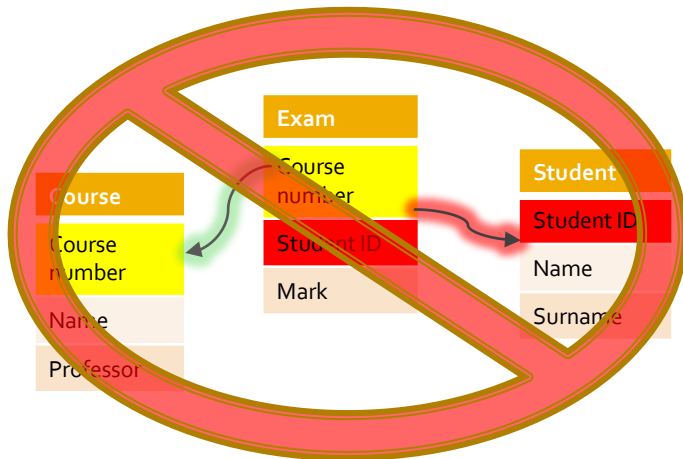 Exam
Course
number
Student ID
Mark
Course
Course
number
Name
Professor
Student
Student ID
Name
Surname